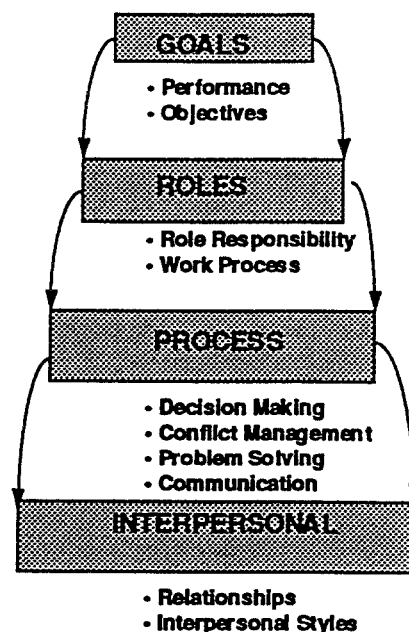 GOALS
• Performance
• Objectives
ROLES
• Role Responsibility
• Work Process
PROCESS
• Decision Making
• Conflict Management
• Problem Solving
• Communication
INTERPERSONAL
• Relationships
• Interpersonal Styles